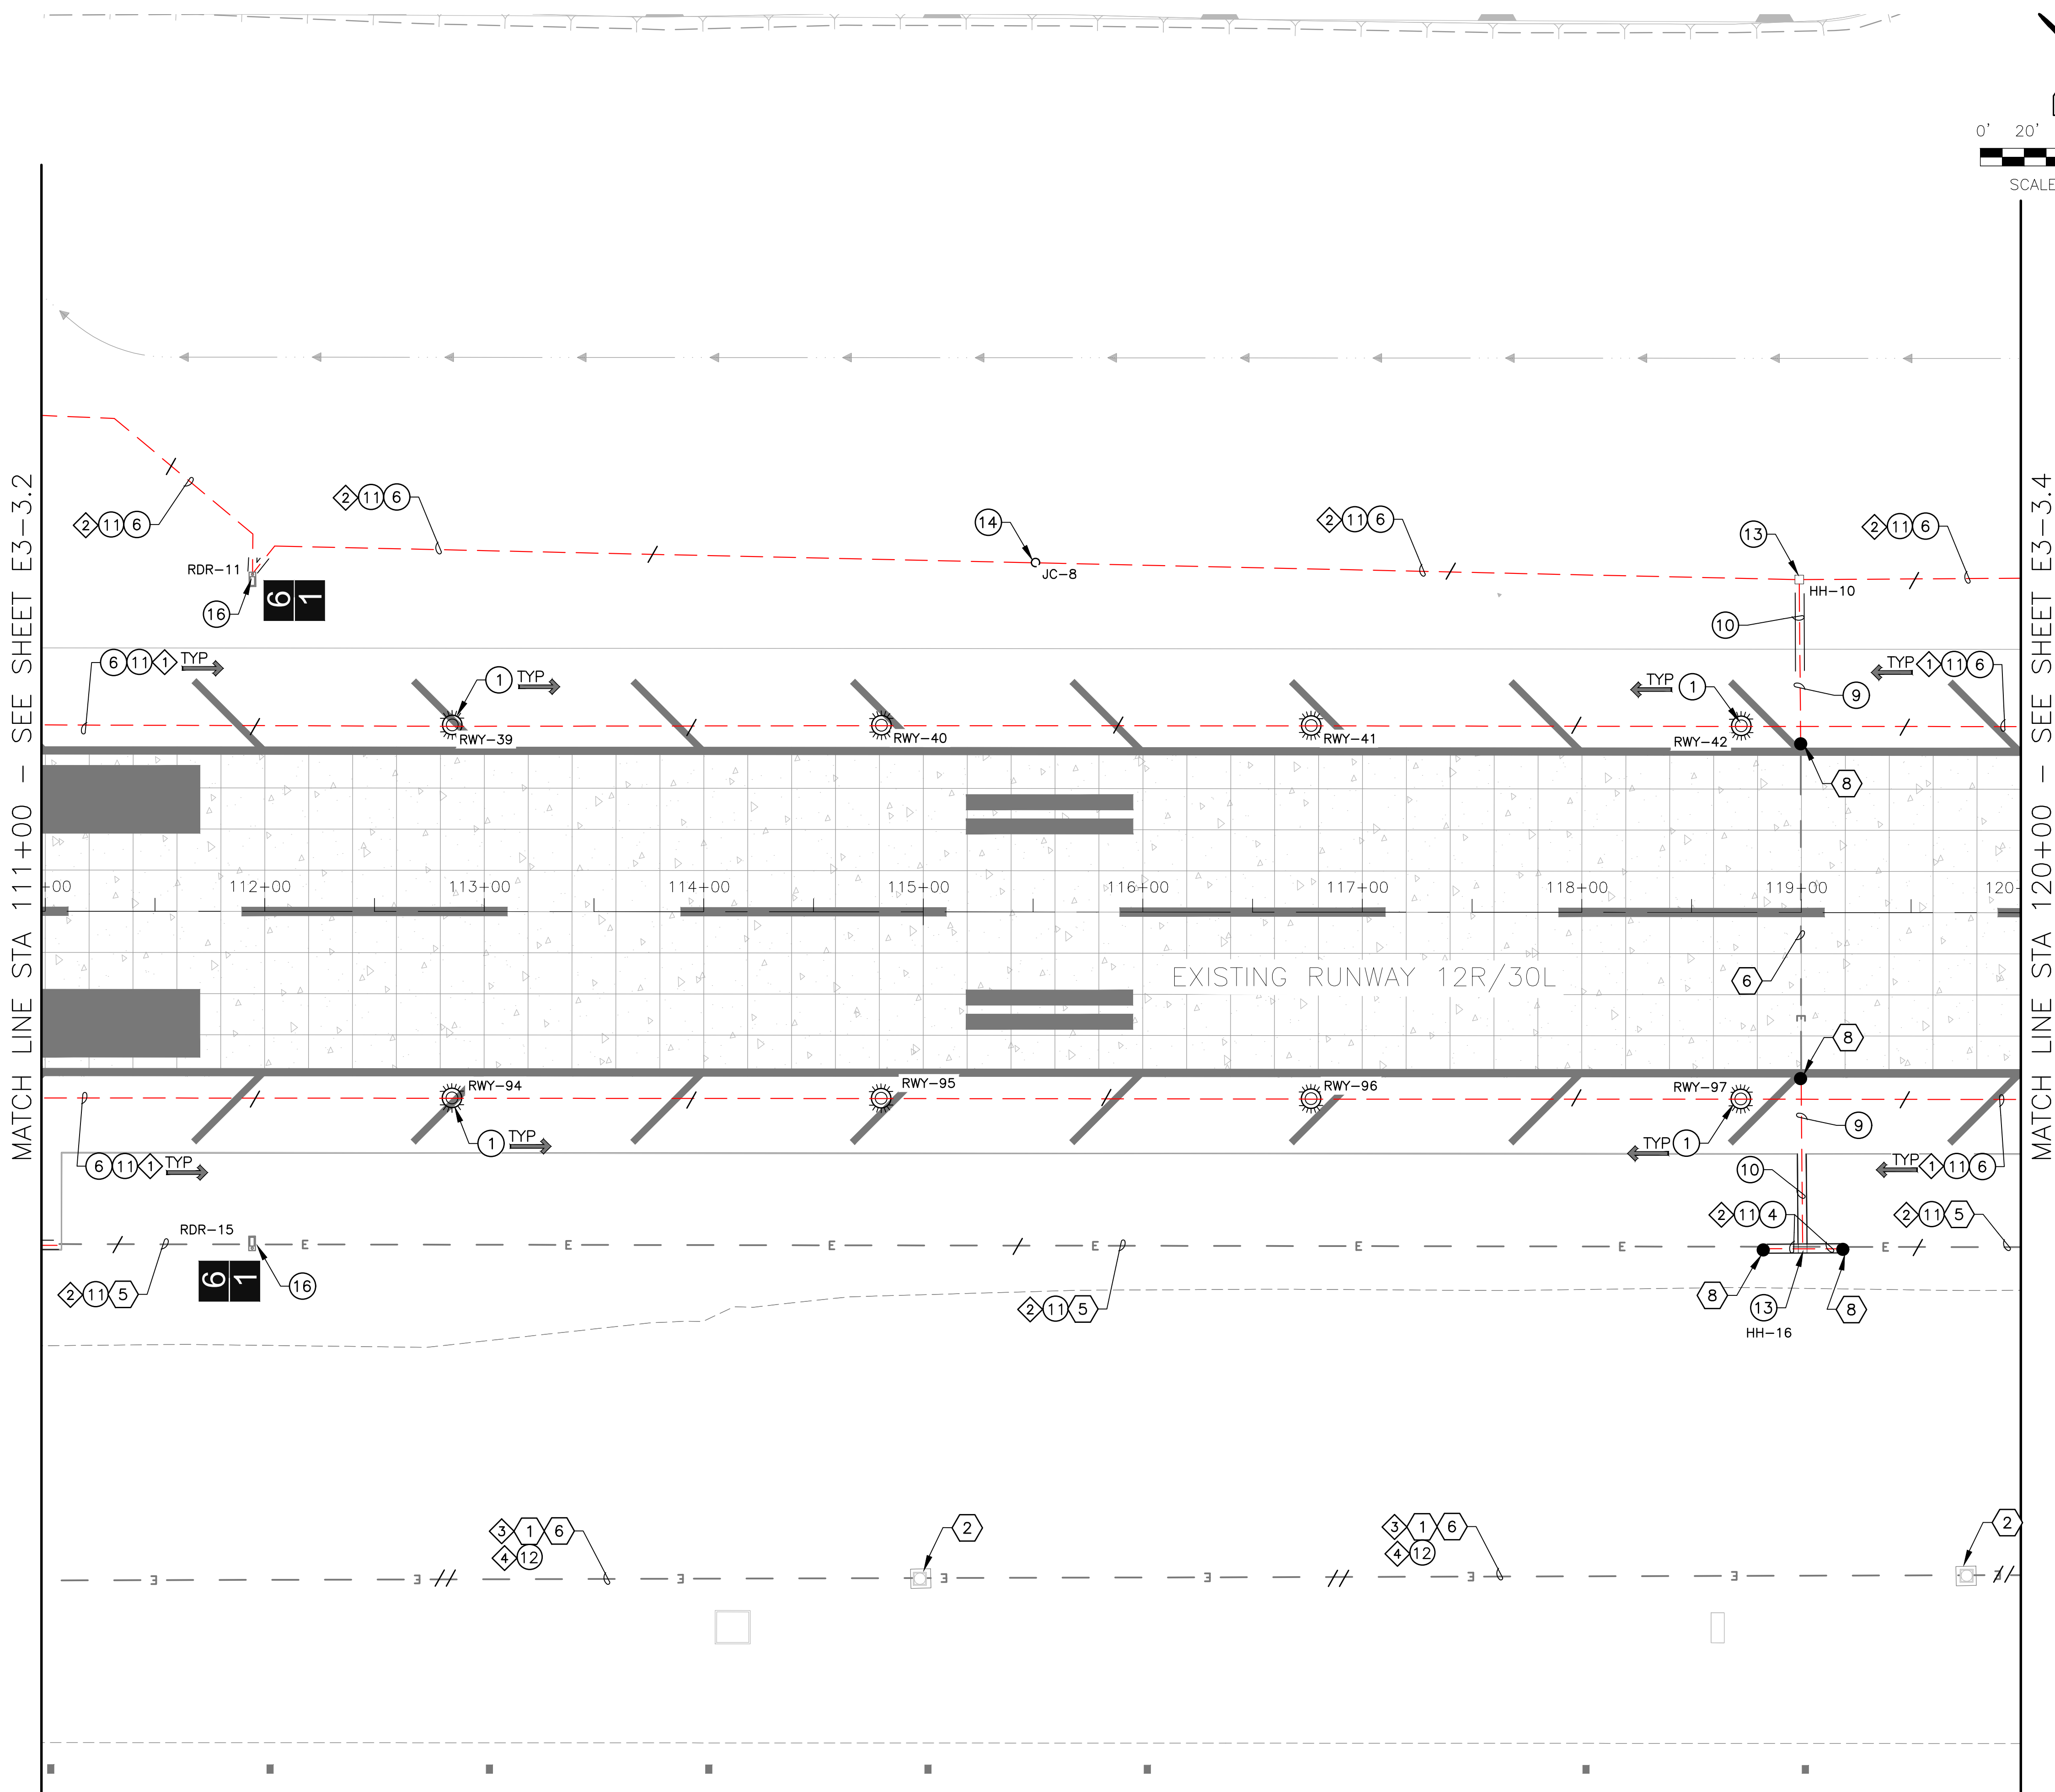 0' 20'
SCALE
MATCH LINE STA 111+00 – SEE SHEET E3-3.2
MATCH LINE STA 120+00 – SEE SHEET E3-3.4
2 11 6
2 11 6
14
2 11 6
13
2 11 6
RDR-11
JC-8
HH-10
16
6 1
10
6 11 1 TYP
1 TYP
TYP 1
TYP 1 11 6
9
RWY-39
RWY-40
RWY-41
RWY-42
8
+00
112+00
113+00
114+00
115+00
116+00
117+00
118+00
119+00
120
EXISTING RUNWAY 12R/30L
6
E
8
RWY-94
RWY-95
RWY-96
RWY-97
9
1 TYP
TYP 1
6 11 1 TYP
10
TYP 1 11 6
2 11 4
2 11 5
RDR-15
E E E E E E E
6 1
16
2 11 5
2 11 5
8
13
8
HH-16
3 1 6
4 12
2
3 1 6
4 12
2
E E E E E E E E